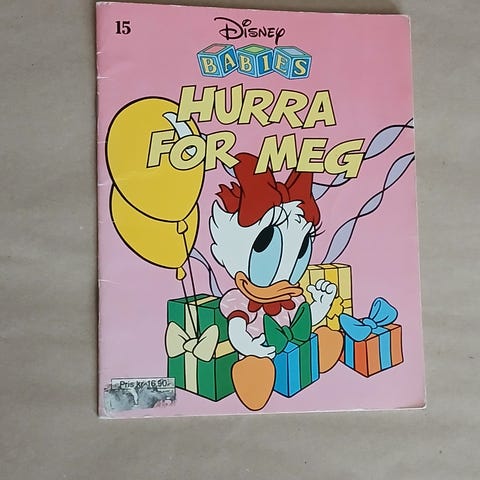 15
Disney
BABIES
HURRA
FOR MEG
Pris kr. 16,90